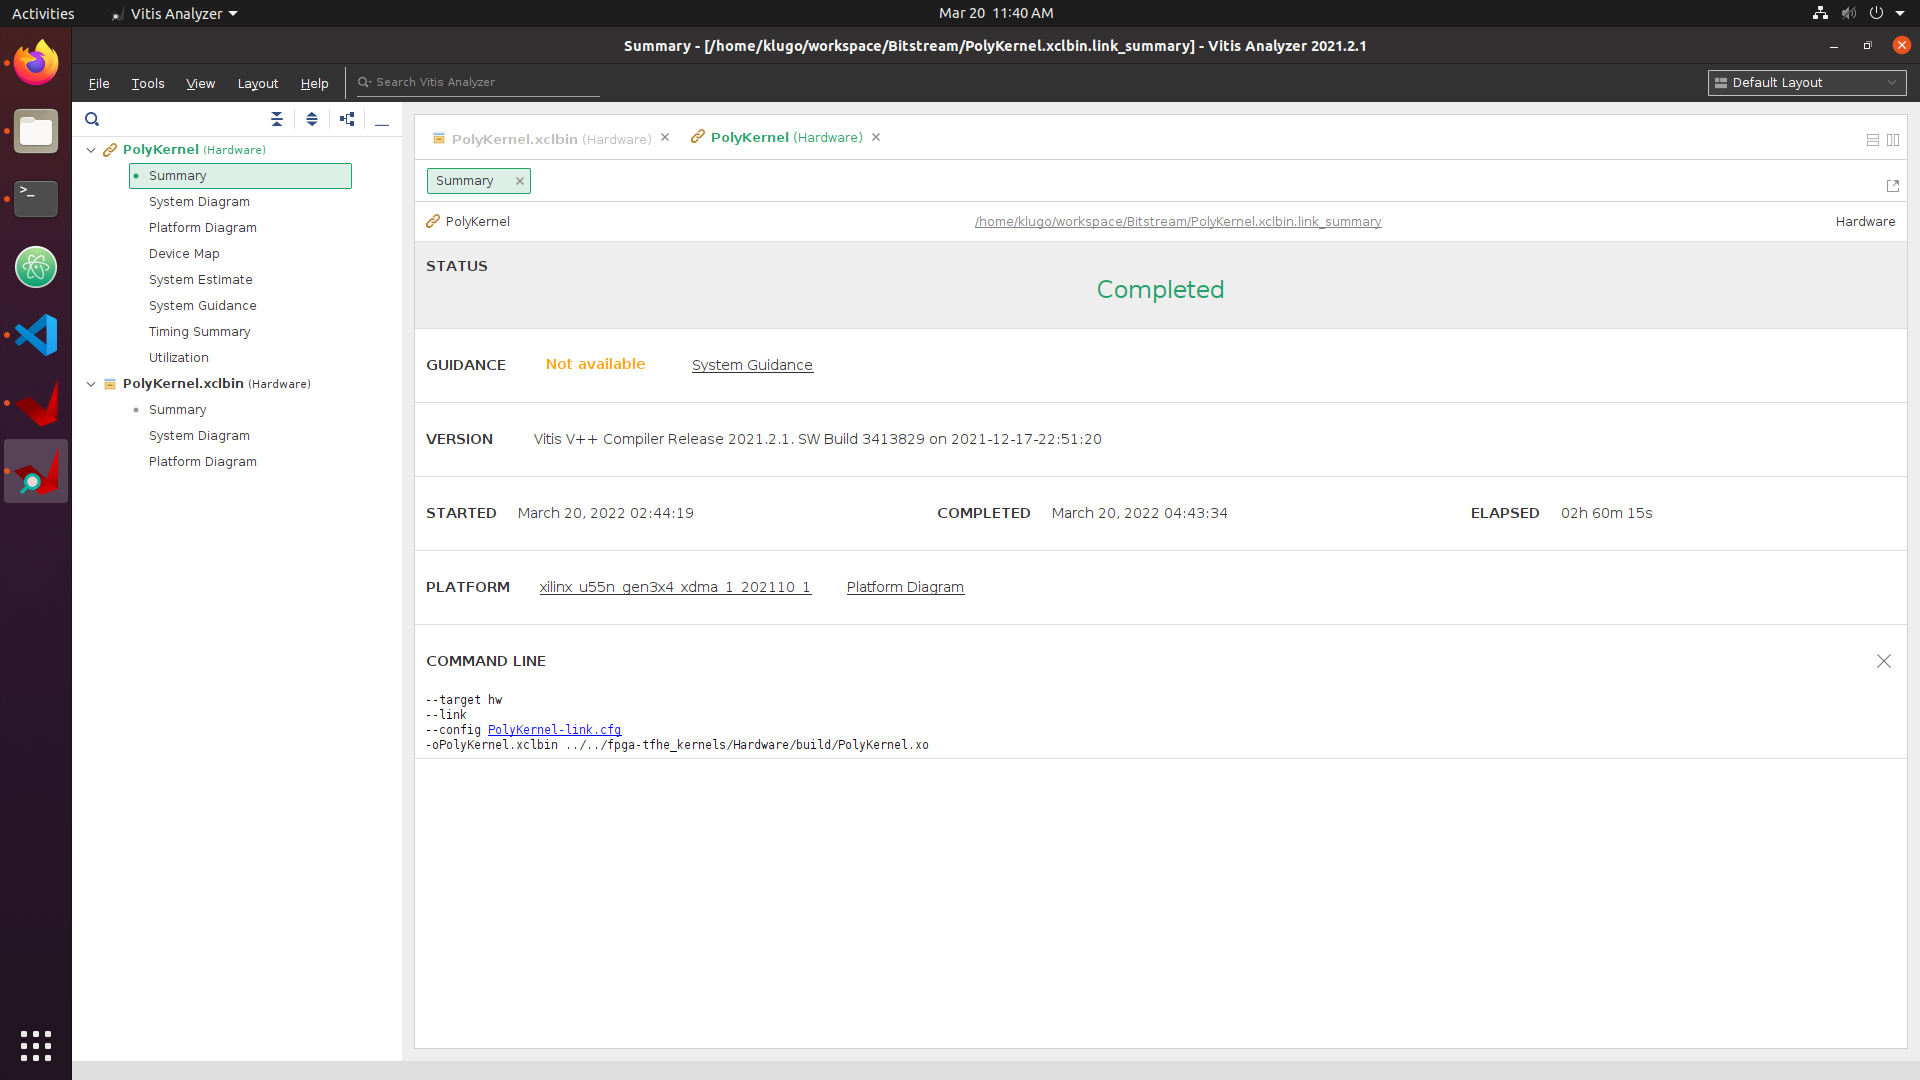 Activities
Vitis Analyzer
Mar 20 11:40 AM
Summary - [/home/klugo/workspace/Bitstream/PolyKernel.xclbin.link_summary] - Vitis Analyzer 2021.2.1
File Tools View Layout Help
Search Vitis Analyzer
Default Layout
PolyKernel (Hardware)
Summary
System Diagram
Platform Diagram
Device Map
System Estimate
System Guidance
Timing Summary
Utilization
PolyKernel.xclbin (Hardware)
Summary
System Diagram
Platform Diagram
PolyKernel.xclbin (Hardware)
PolyKernel (Hardware)
Summary
PolyKernel
/home/klugo/workspace/Bitstream/PolyKernel.xclbin.link_summary
Hardware
STATUS
Completed
GUIDANCE Not available System Guidance
VERSION Vitis V++ Compiler Release 2021.2.1. SW Build 3413829 on 2021-12-17-22:51:20
STARTED March 20, 2022 02:44:19 COMPLETED March 20, 2022 04:43:34 ELAPSED 02h 60m 15s
PLATFORM xilinx_u55n_gen3x4_xdma_1_202110_1 Platform Diagram
COMMAND LINE
--target hw
--link
--config PolyKernel-link.cfg
-oPolyKernel.xclbin ../../fpga-tfhe_kernels/Hardware/build/PolyKernel.xo